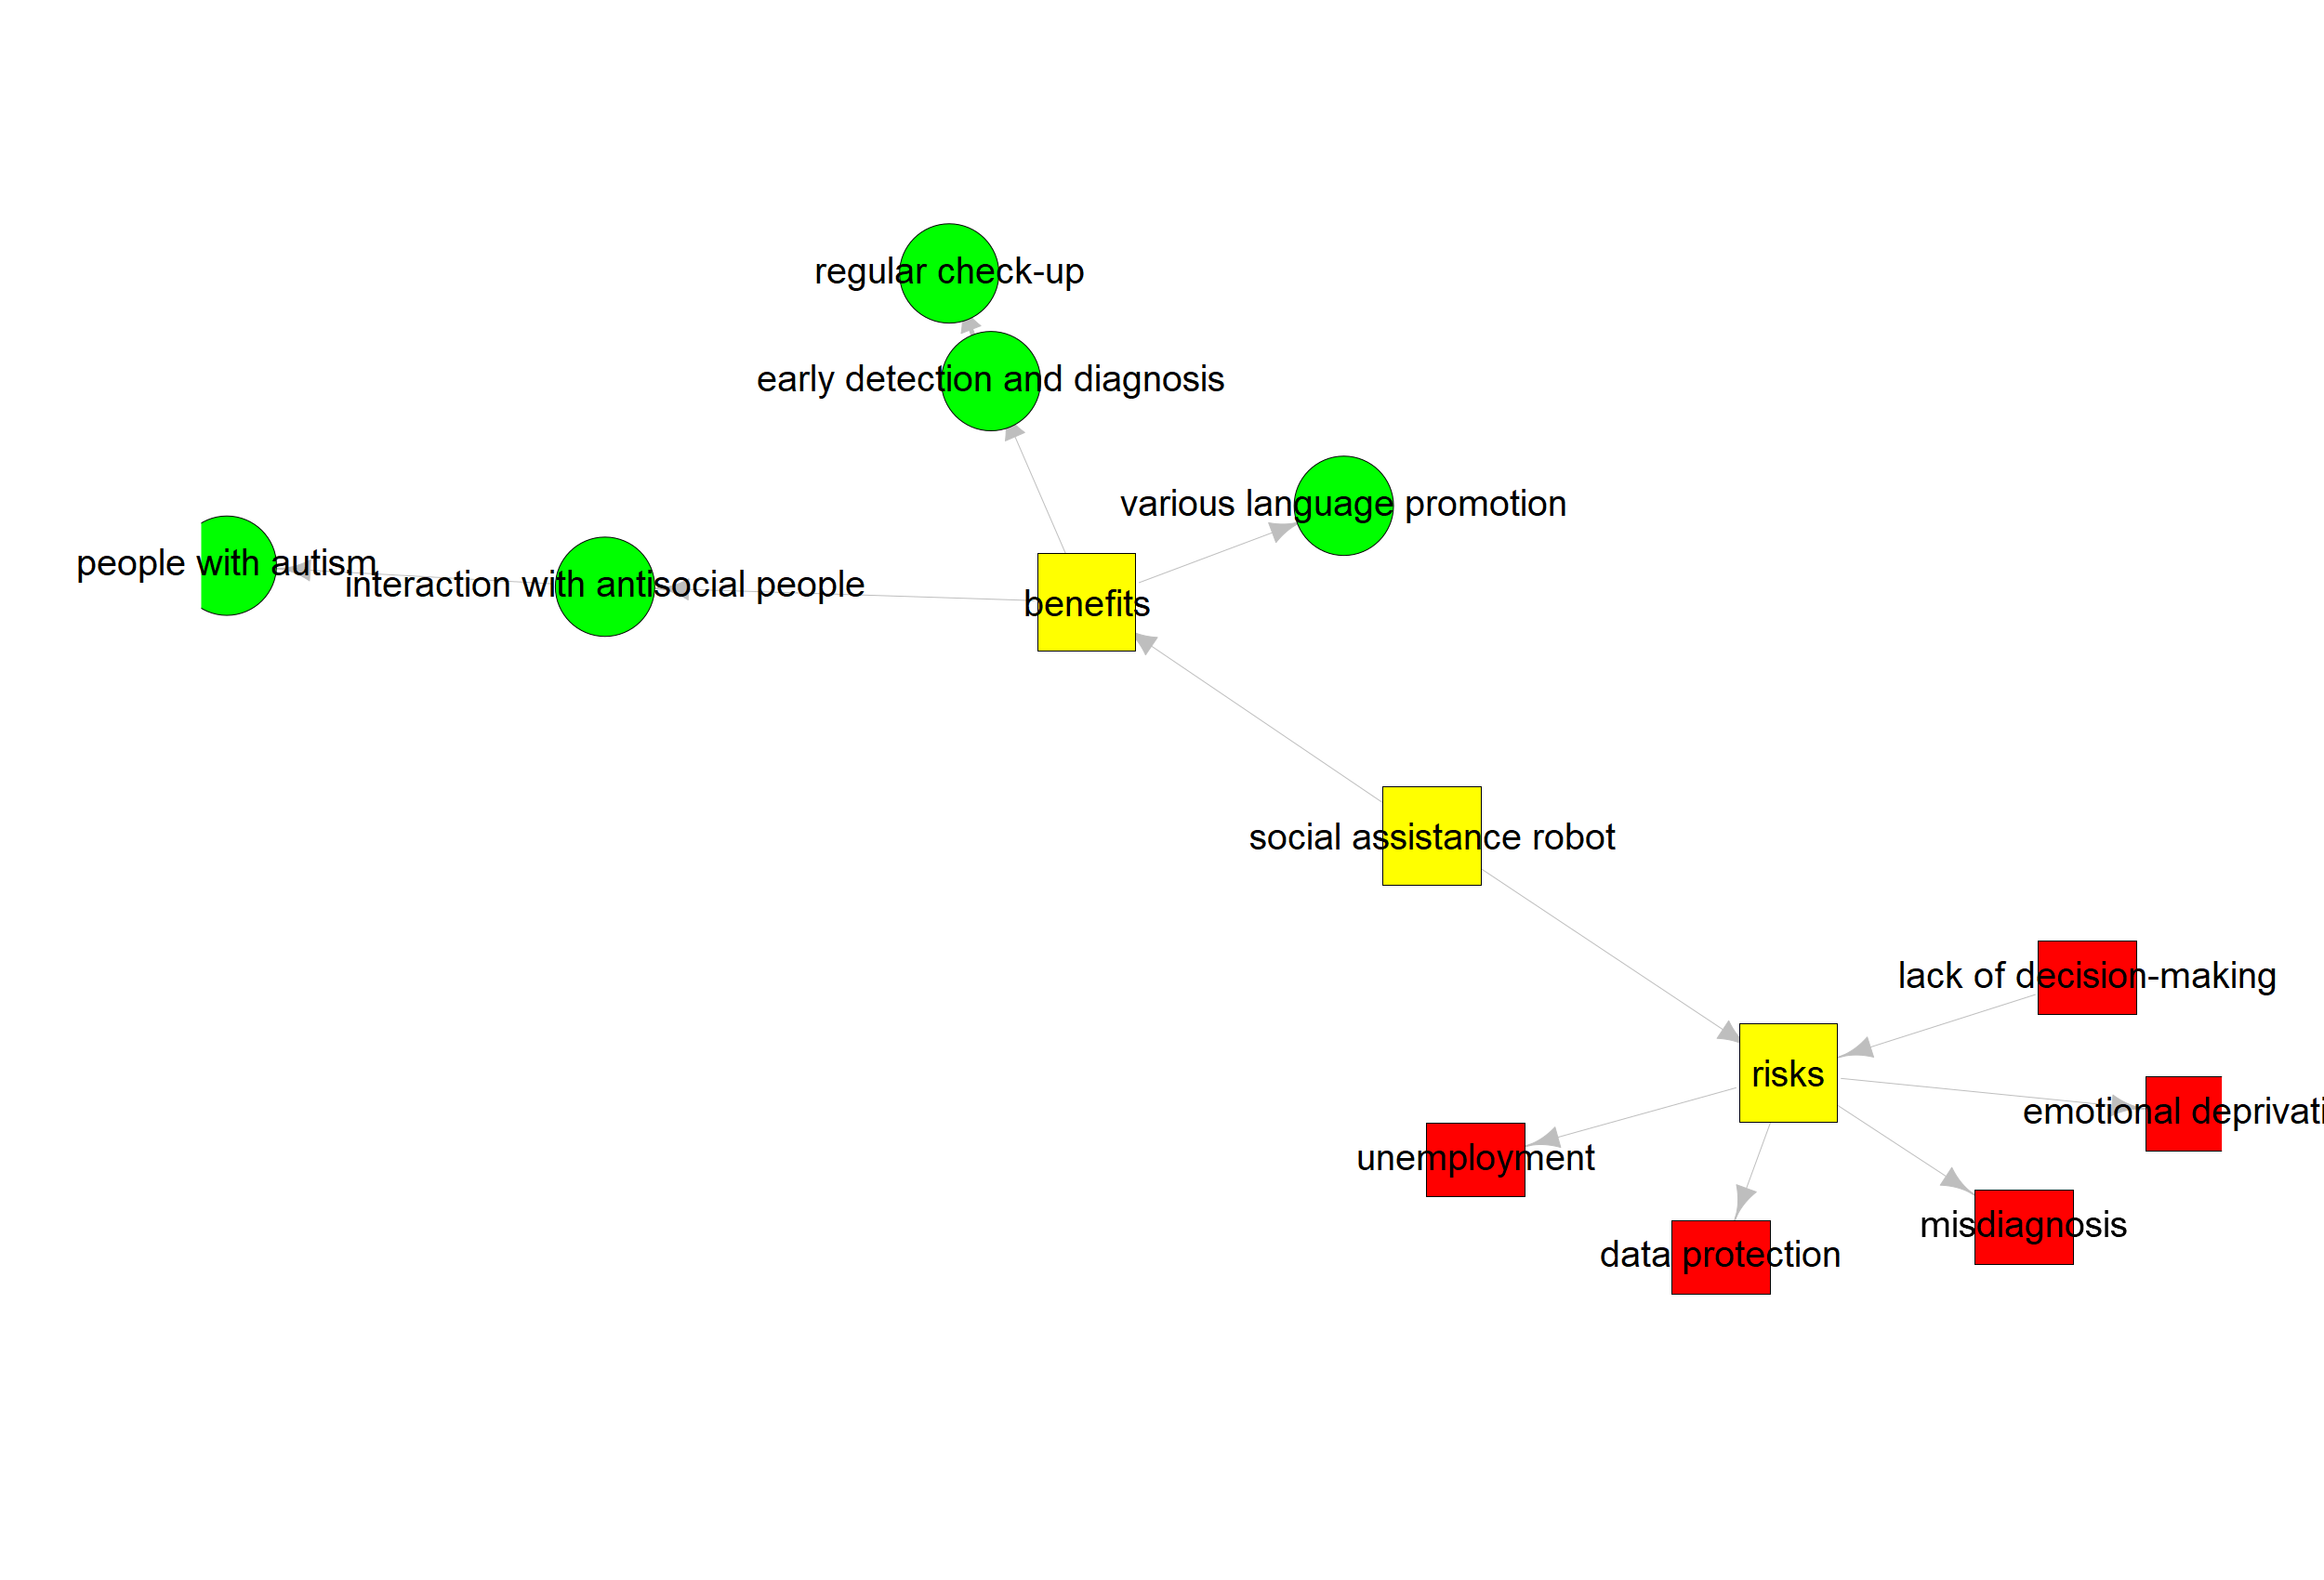 regular check-up
early detection and diagnosis
various language promotion
people with autism
interaction with antisocial people
benefits
social assistance robot
lack of decision-making
risks
emotional deprivati
unemployment
misdiagnosis
data protection